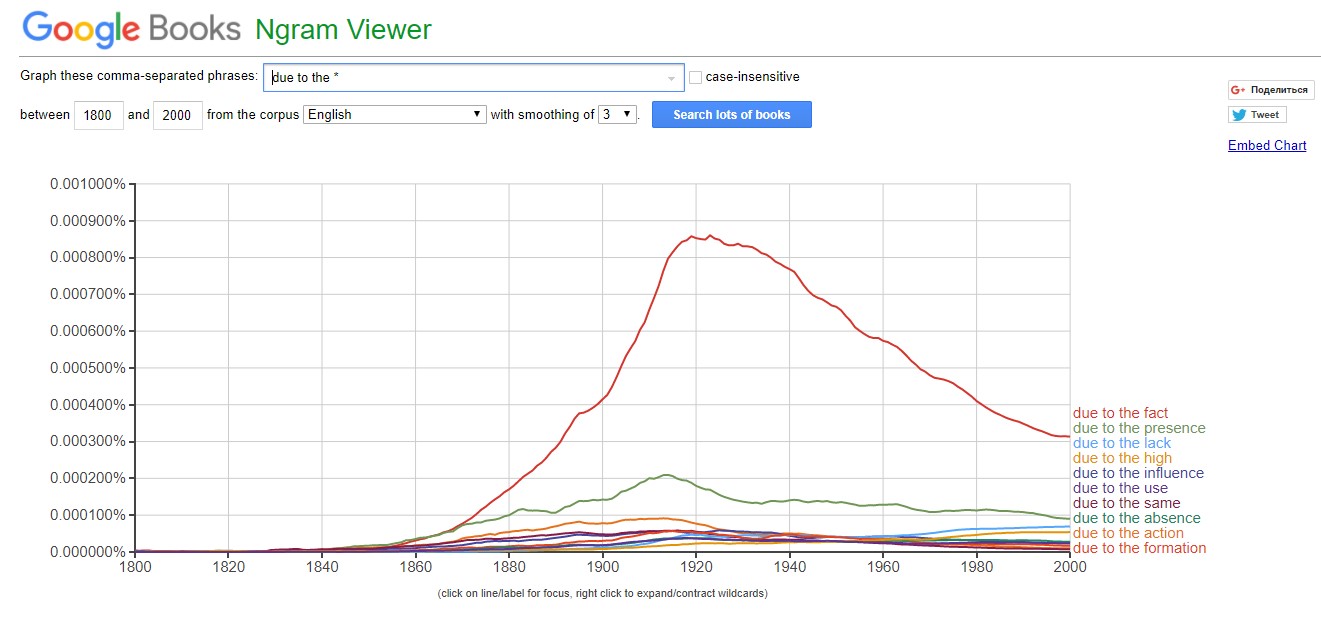 Google Books Ngram Viewer
Graph these comma-separated phrases: due to the * case-insensitive
between 1800 and 2000 from the corpus English with smoothing of 3 . Search lots of books
G+ Поделиться
Tweet
Embed Chart
0.001000%
0.000900%
0.000800%
0.000700%
0.000600%
0.000500%
0.000400%
0.000300%
0.000200%
0.000100%
0.000000%
due to the fact
due to the presence
due to the lack
due to the high
due to the influence
due to the use
due to the same
due to the absence
due to the action
due to the formation
1800 1820 1840 1860 1880 1900 1920 1940 1960 1980 2000
(click on line/label for focus, right click to expand/contract wildcards)